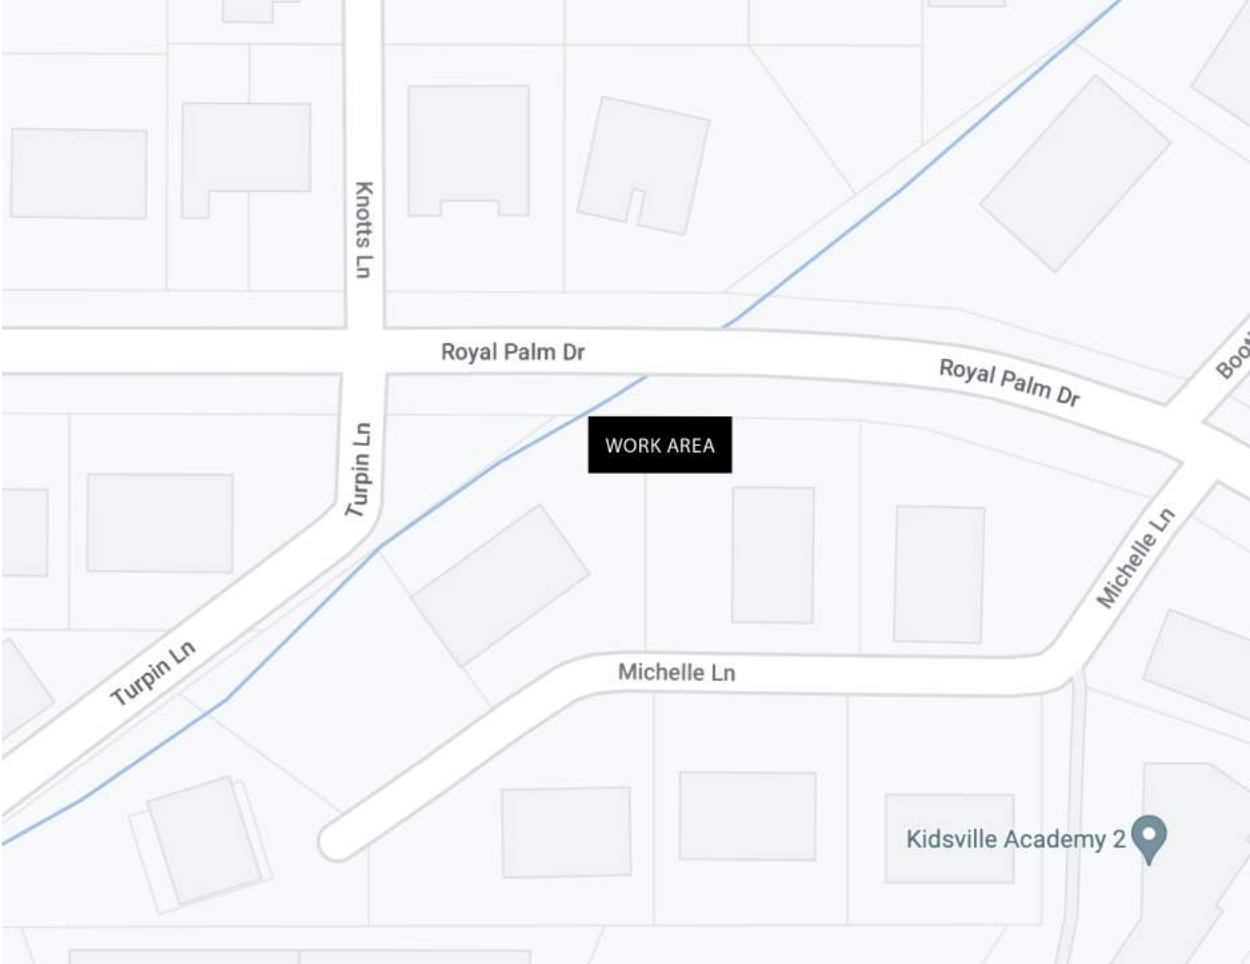 Knotts Ln
Royal Palm Dr
Royal Palm Dr
Turpin Ln
WORK AREA
Michelle Ln
Turpin Ln
Michelle Ln
Kidsville Academy 2